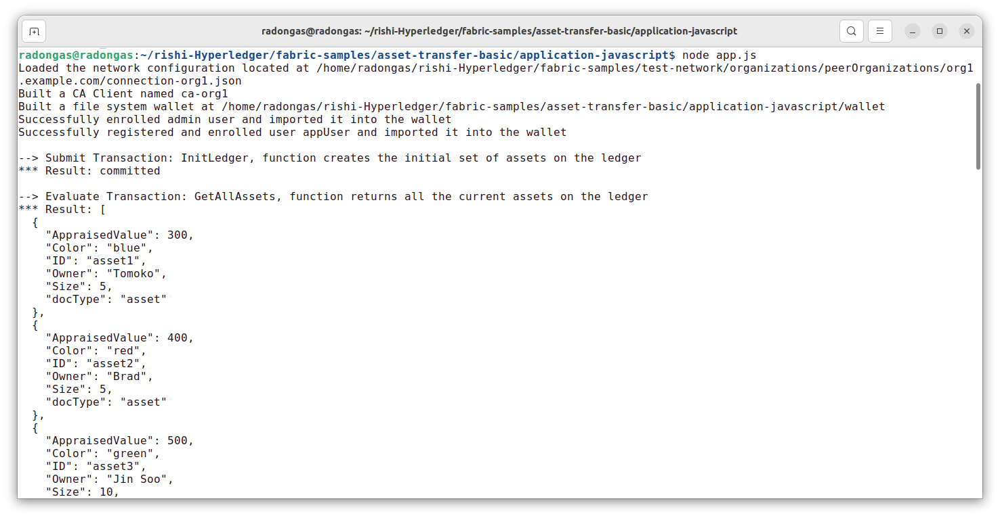 radongas@radongas: ~/rishi-Hyperledger/fabric-samples/asset-transfer-basic/application-javascript
radongas@radongas:~/rishi-Hyperledger/fabric-samples/asset-transfer-basic/application-javascript$ node app.js
Loaded the network configuration located at /home/radongas/rishi-Hyperledger/fabric-samples/test-network/organizations/peerOrganizations/org1
.example.com/connection-org1.json
Built a CA Client named ca-org1
Built a file system wallet at /home/radongas/rishi-Hyperledger/fabric-samples/asset-transfer-basic/application-javascript/wallet
Successfully enrolled admin user and imported it into the wallet
Successfully registered and enrolled user appUser and imported it into the wallet

--> Submit Transaction: InitLedger, function creates the initial set of assets on the ledger
*** Result: committed

--> Evaluate Transaction: GetAllAssets, function returns all the current assets on the ledger
*** Result: [
  {
    "AppraisedValue": 300,
    "Color": "blue",
    "ID": "asset1",
    "Owner": "Tomoko",
    "Size": 5,
    "docType": "asset"
  },
  {
    "AppraisedValue": 400,
    "Color": "red",
    "ID": "asset2",
    "Owner": "Brad",
    "Size": 5,
    "docType": "asset"
  },
  {
    "AppraisedValue": 500,
    "Color": "green",
    "ID": "asset3",
    "Owner": "Jin Soo",
    "Size": 10,